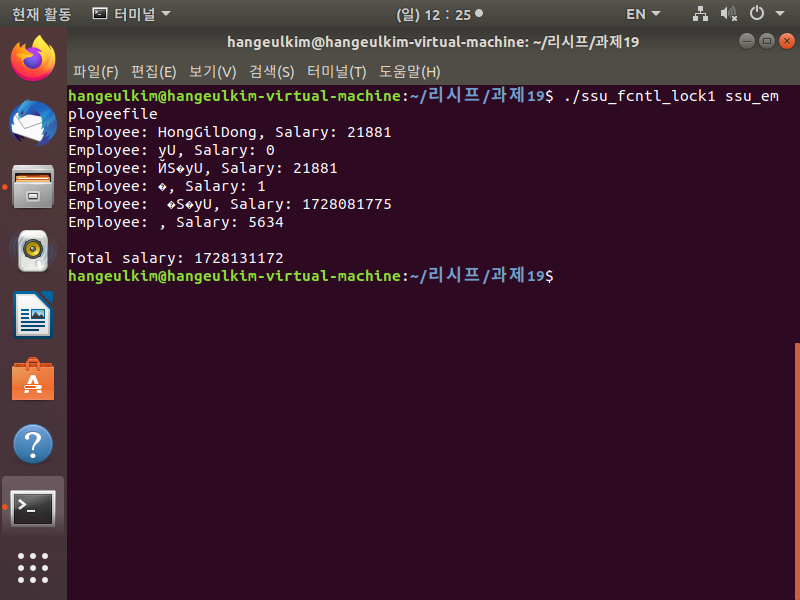 현재 활동 터미널 (일) 12 : 25 EN
hangeulkim@hangeulkim-virtual-machine: ~/리시프/과제19
파일(F) 편집(E) 보기(V) 검색(S) 터미널(T) 도움말(H)
hangeulkim@hangeulkim-virtual-machine:~/리시프/과제19$ ./ssu_fcntl_lock1 ssu_em
ployeefile
Employee: HongGilDong, Salary: 21881
Employee: yU, Salary: 0
Employee: ЙS�yU, Salary: 21881
Employee: �, Salary: 1
Employee:  �S�yU, Salary: 1728081775
Employee: , Salary: 5634
Total salary: 1728131172
hangeulkim@hangeulkim-virtual-machine:~/리시프/과제19$